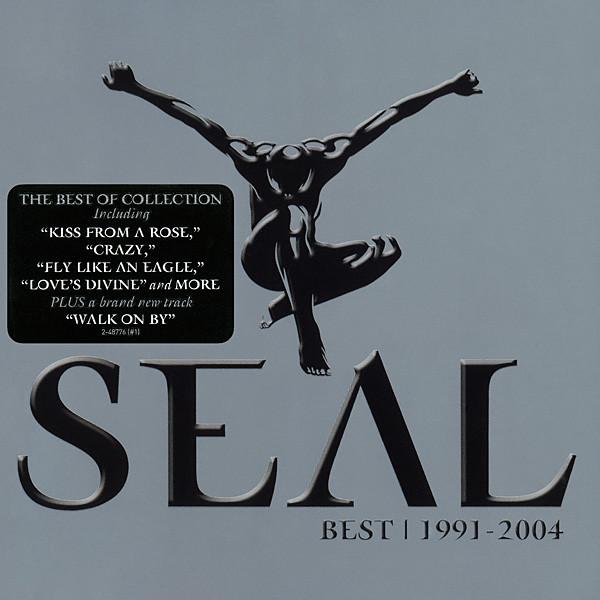 THE BEST OF COLLECTION
Including
"KISS FROM A ROSE,"
"CRAZY,"
"FLY LIKE AN EAGLE,"
"LOVE'S DIVINE" and MORE
PLUS a brand new track
"WALK ON BY"
2-48776 (#1)
SEAL
BEST | 1991-2004